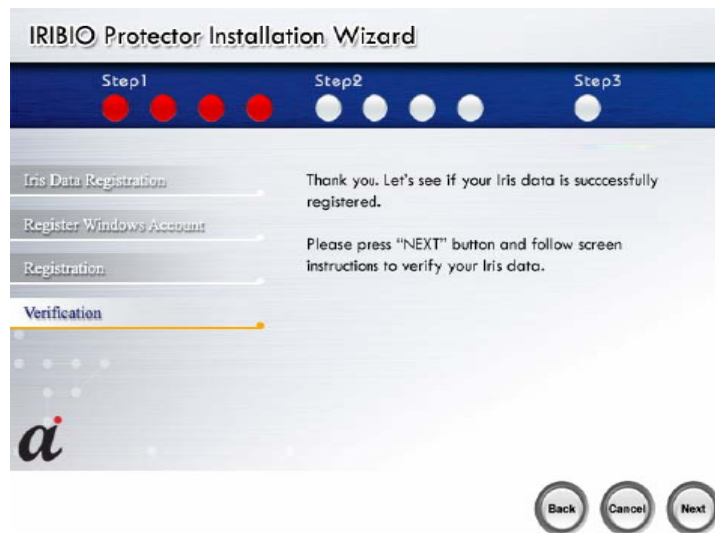 IRIBIO Protector Installation Wizard
Step1
Step2
Step3
Iris Data Registration
Register Windows Account
Registration
Verification
Thank you. Let's see if your Iris data is succcessfully
registered.
Please press “NEXT” button and follow screen
instructions to verify your Iris data.
ai
Back
Cancel
Next